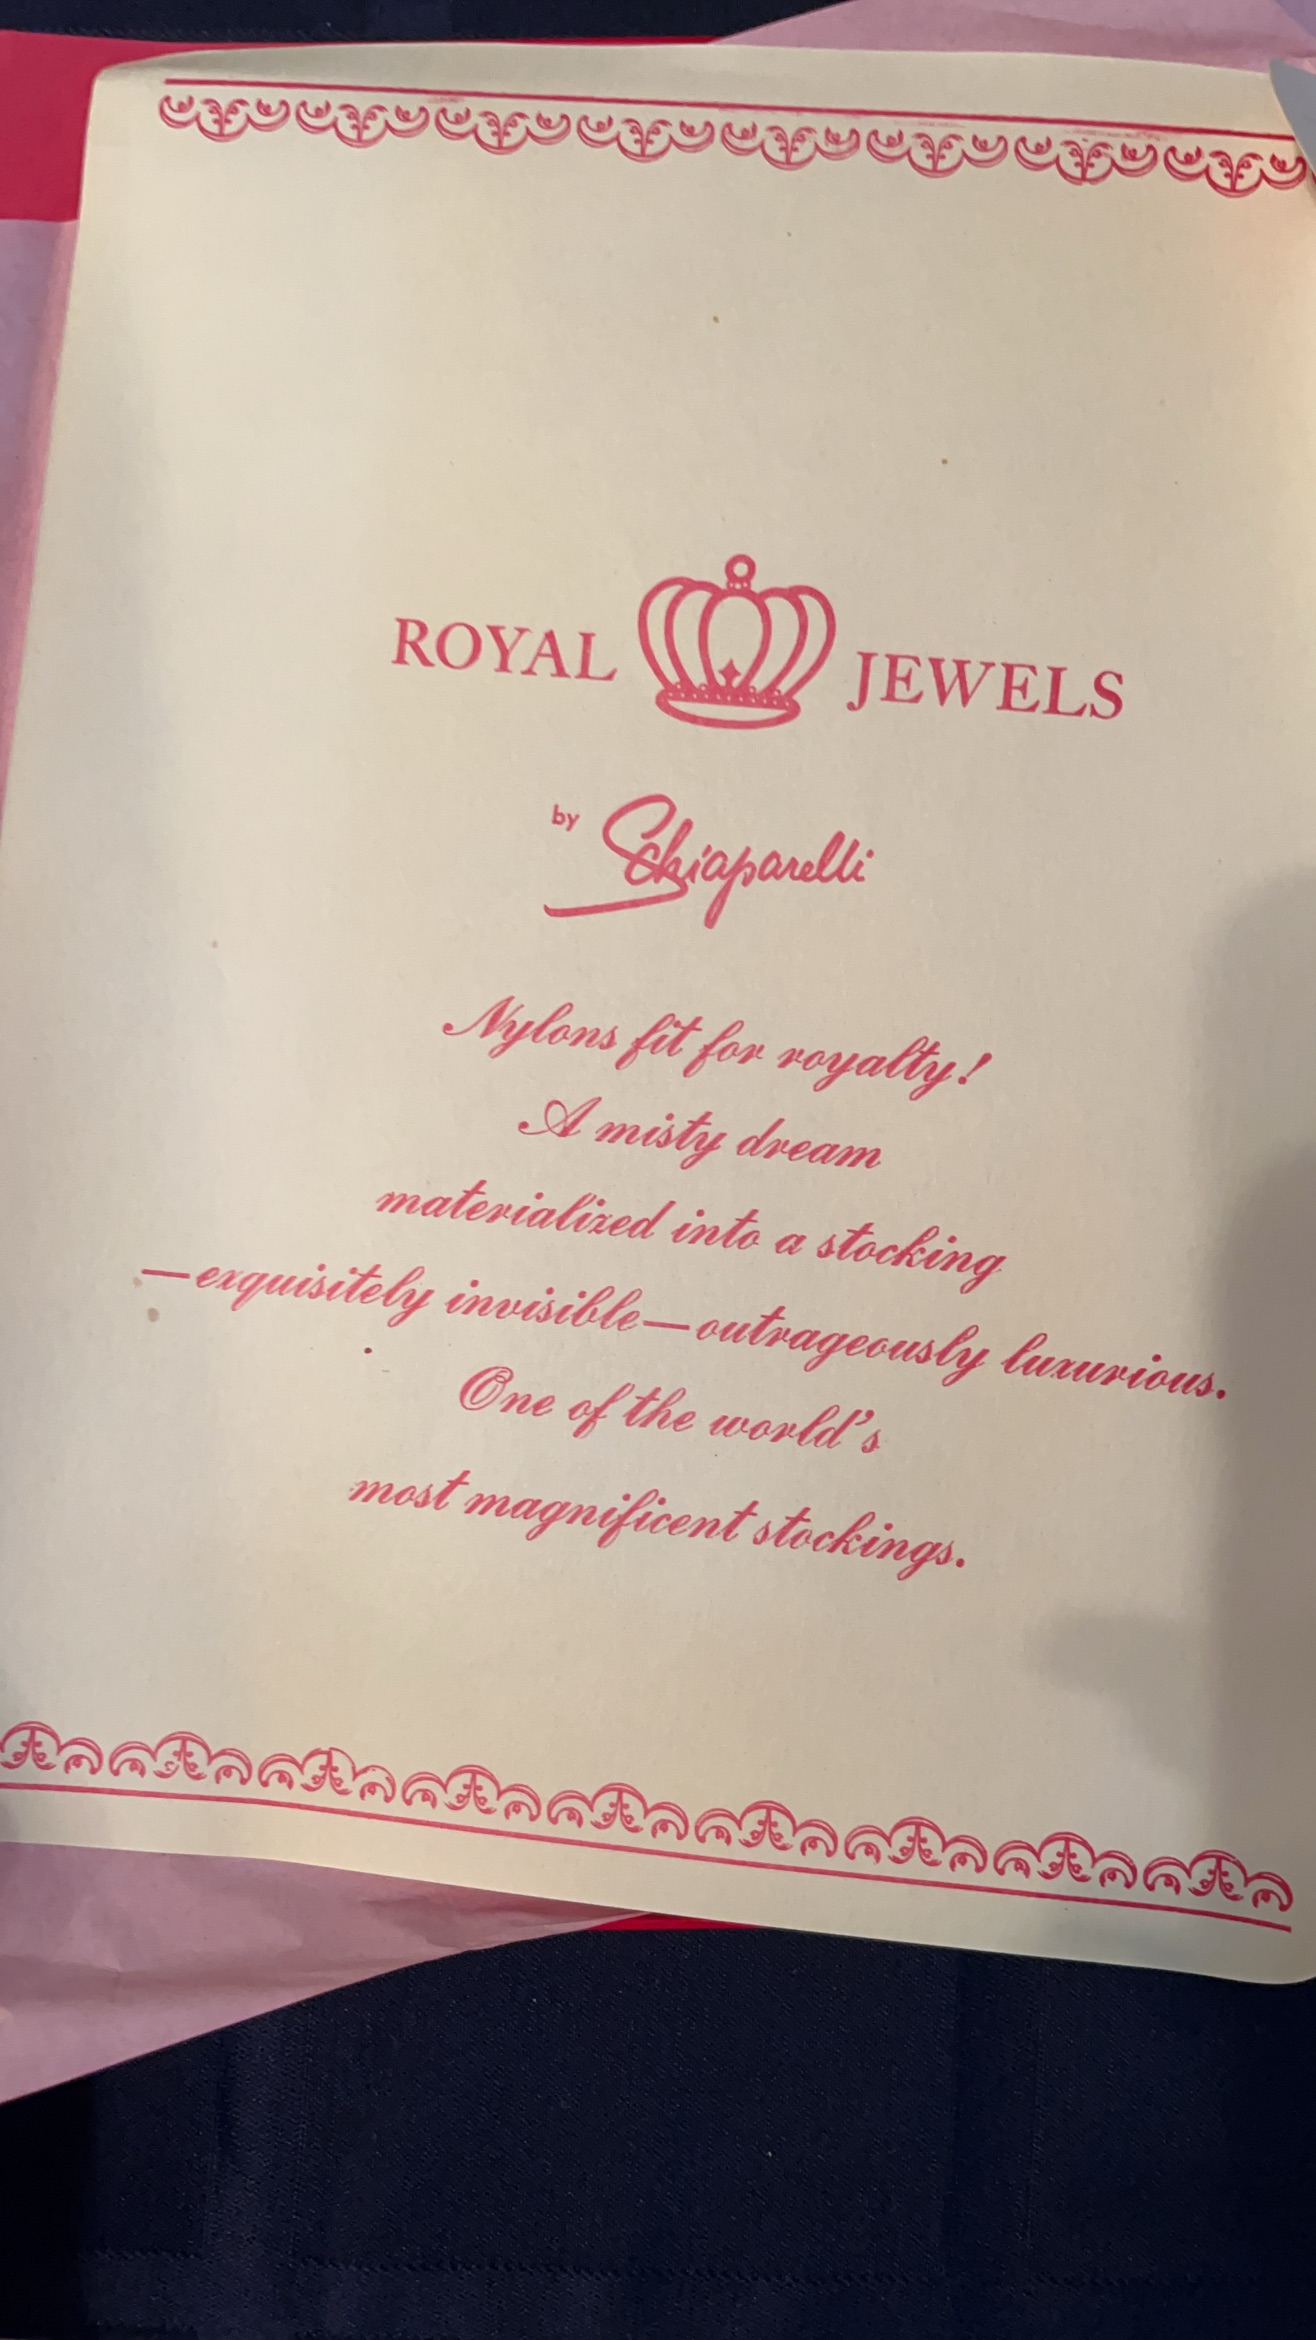 ROYAL JEWELS
by Schiaparelli
Nylons fit for royalty!
A misty dream
materialized into a stocking
—exquisitely invisible—outrageously luxurious.
One of the world's
most magnificent stockings.